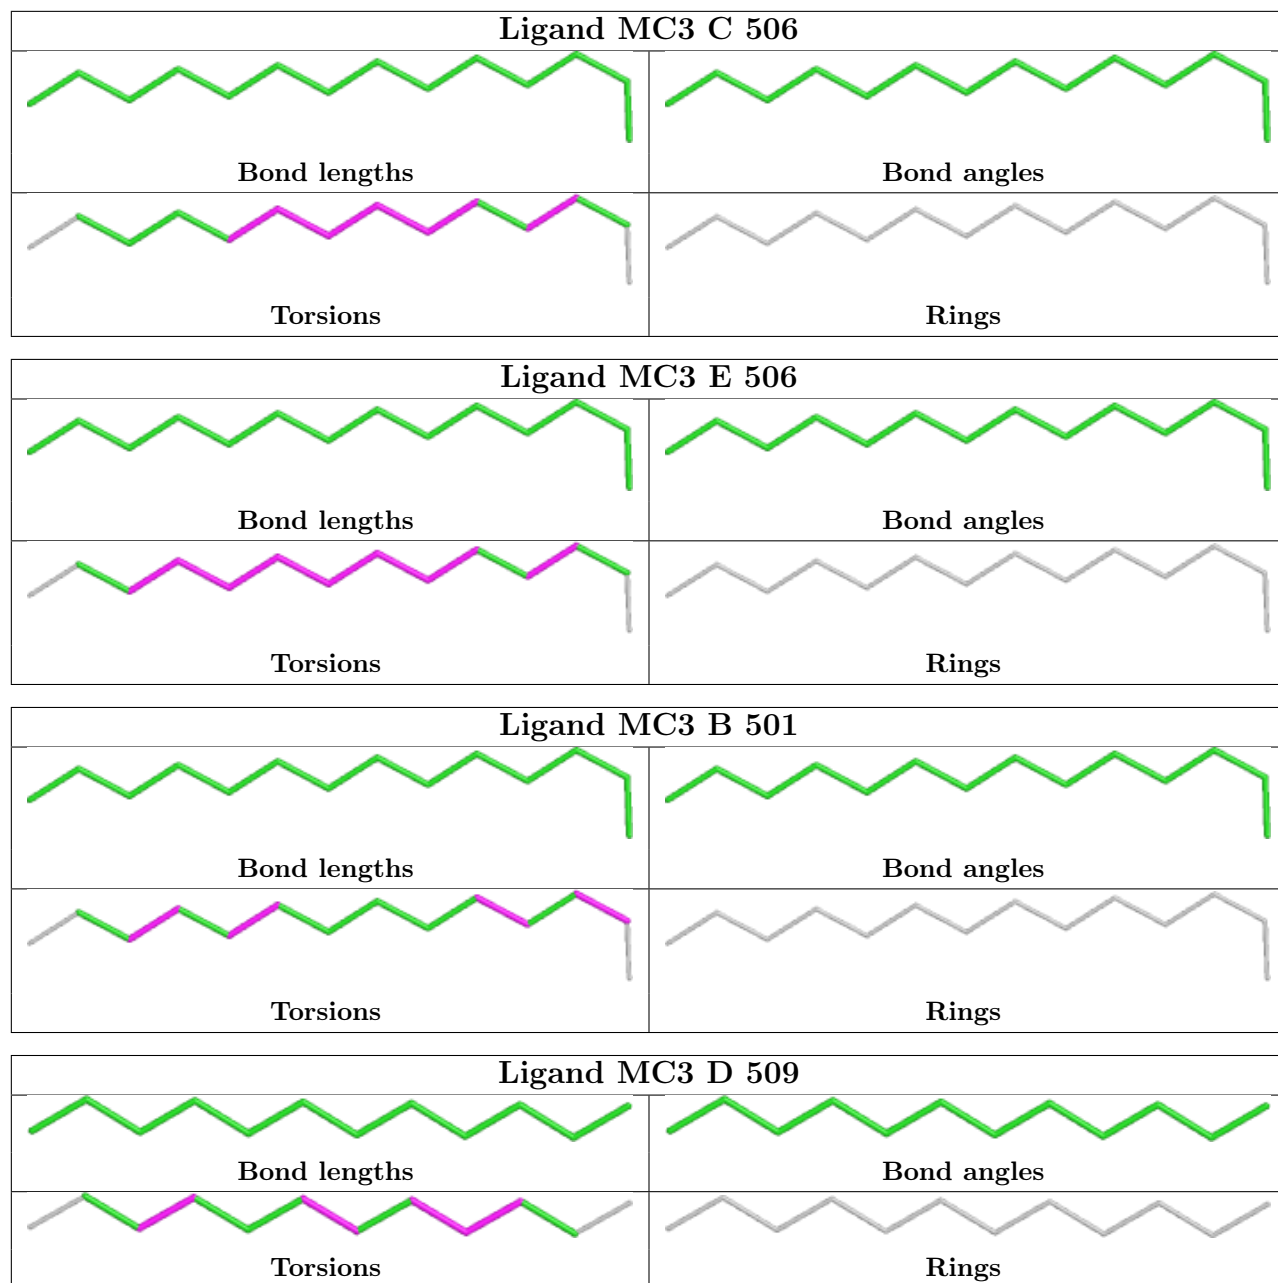 Ligand MC3 C 506
Bond lengths
Bond angles
Torsions
Rings
Ligand MC3 E 506
Bond lengths
Bond angles
Torsions
Rings
Ligand MC3 B 501
Bond lengths
Bond angles
Torsions
Rings
Ligand MC3 D 509
Bond lengths
Bond angles
Torsions
Rings